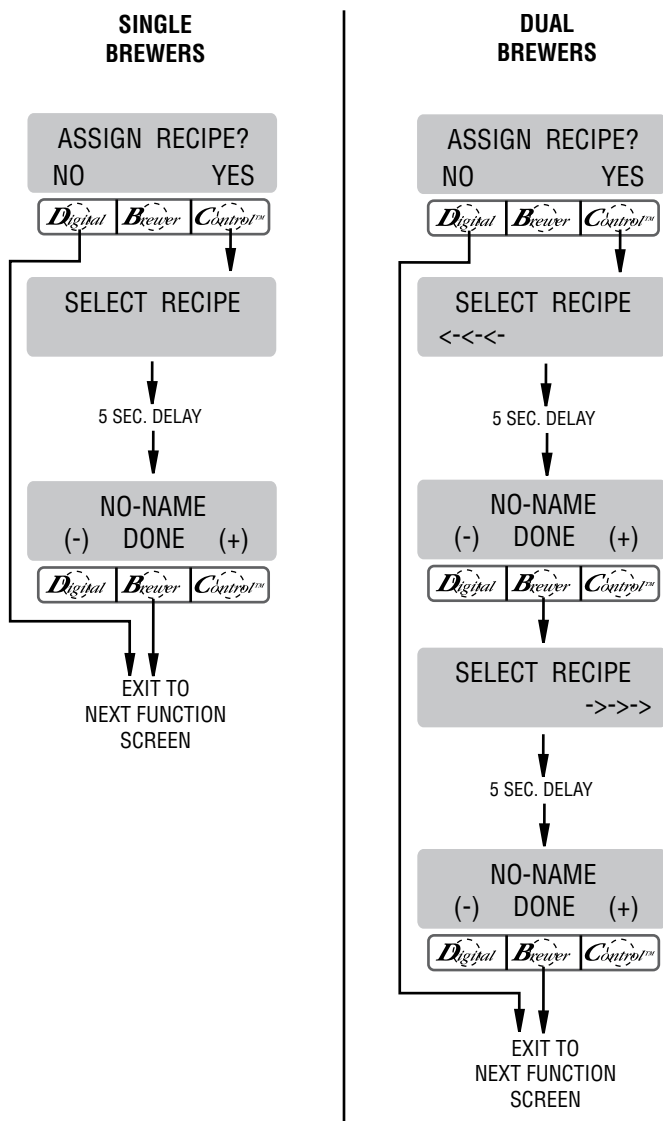 SINGLE
BREWERS
ASSIGN RECIPE?
NO YES
Digital Brewer Control™
SELECT RECIPE
5 SEC. DELAY
NO-NAME
(-) DONE (+)
Digital Brewer Control™
EXIT TO
NEXT FUNCTION
SCREEN
DUAL
BREWERS
ASSIGN RECIPE?
NO YES
Digital Brewer Control™
SELECT RECIPE
<-<-<-
5 SEC. DELAY
NO-NAME
(-) DONE (+)
Digital Brewer Control™
SELECT RECIPE
->->->
5 SEC. DELAY
NO-NAME
(-) DONE (+)
Digital Brewer Control™
EXIT TO
NEXT FUNCTION
SCREEN